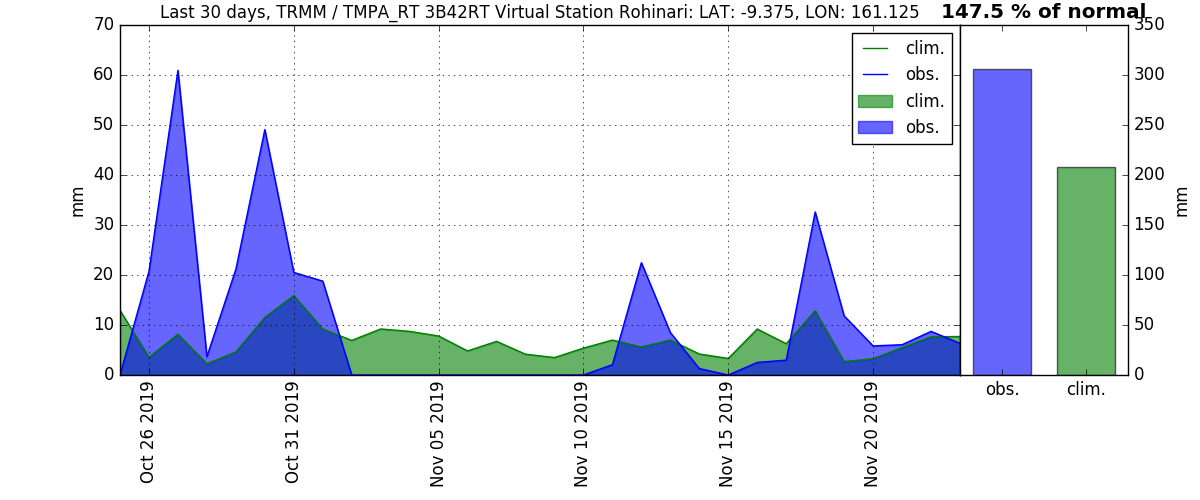 Last 30 days, TRMM / TMPA_RT 3B42RT Virtual Station Rohinari: LAT: -9.375, LON: 161.125
147.5 % of normal
70
60
50
40
30
20
10
0
mm
clim.
obs.
clim.
obs.
350
300
250
200
150
100
50
0
mm
Oct 26 2019
Oct 31 2019
Nov 05 2019
Nov 10 2019
Nov 15 2019
Nov 20 2019
obs.
clim.